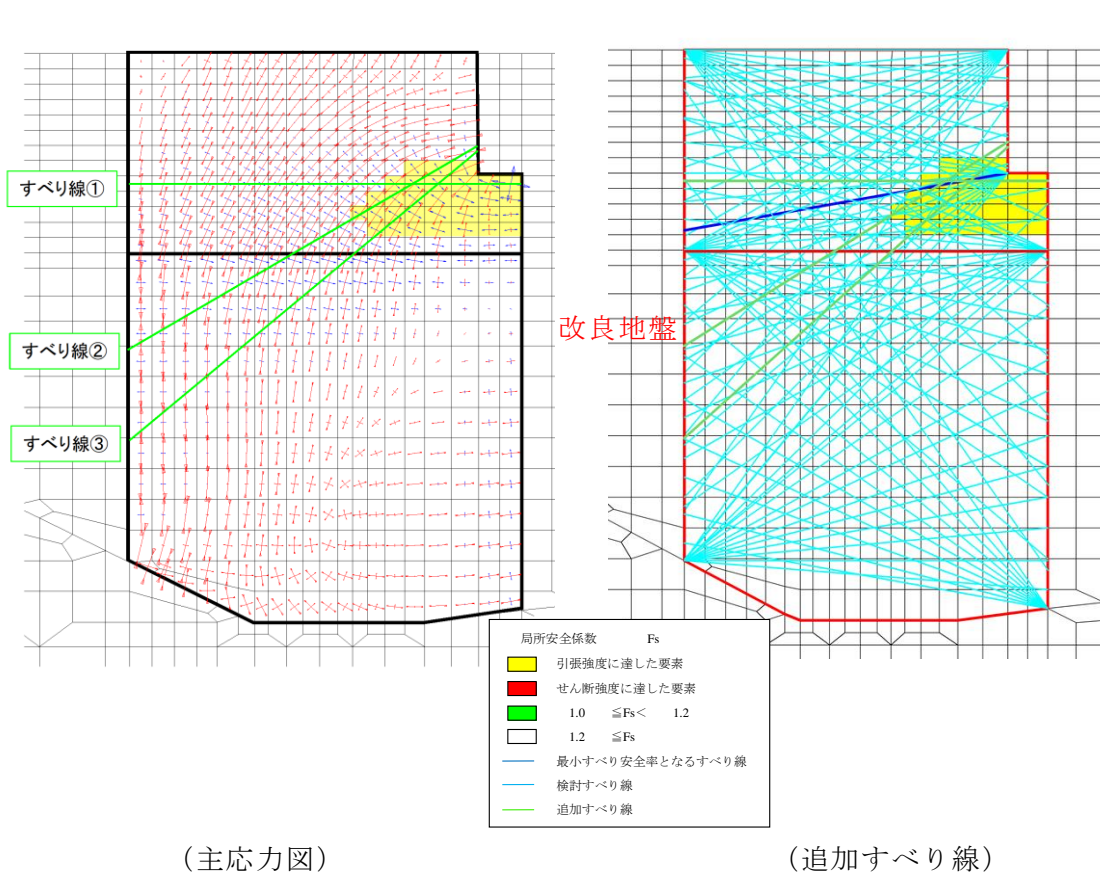 すべり線①
すべり線②
すべり線③
改良地盤
局所安全係数 Fs
引張強度に達した要素
せん断強度に達した要素
1.0 ≦Fs< 1.2
1.2 ≦Fs
最小すべり安全率となるすべり線
検討すべり線
追加すべり線
（主応力図）
（追加すべり線）